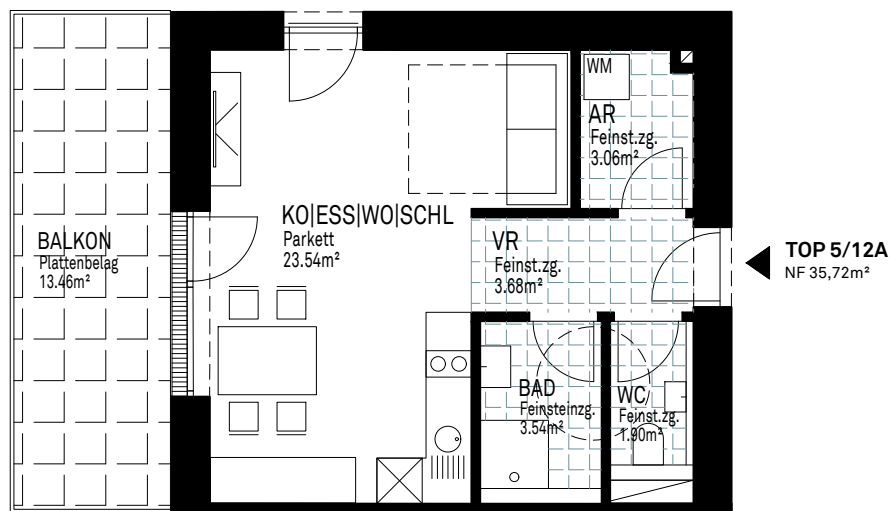 WM
AR
Feinst.zg.
3.06m²
KO|ESS|WO|SCHL
Parkett
23.54m²
VR
Feinst.zg.
3.68m²
BALKON
Plattenbelag
13.46m²
TOP 5/12A
NF 35,72m²
BAD
Feinsteinzg.
3.54m²
WC
Feinst.zg.
1.90m²